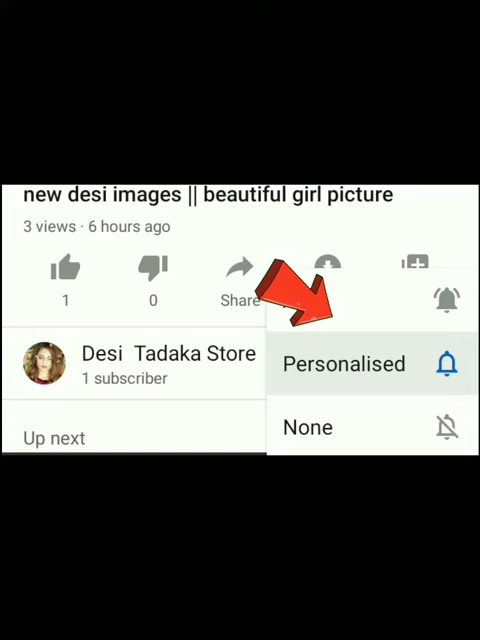 new desi images || beautiful girl picture
3 views · 6 hours ago
1
0
Share
Desi Tadaka Store
1 subscriber
Personalised
None
Up next